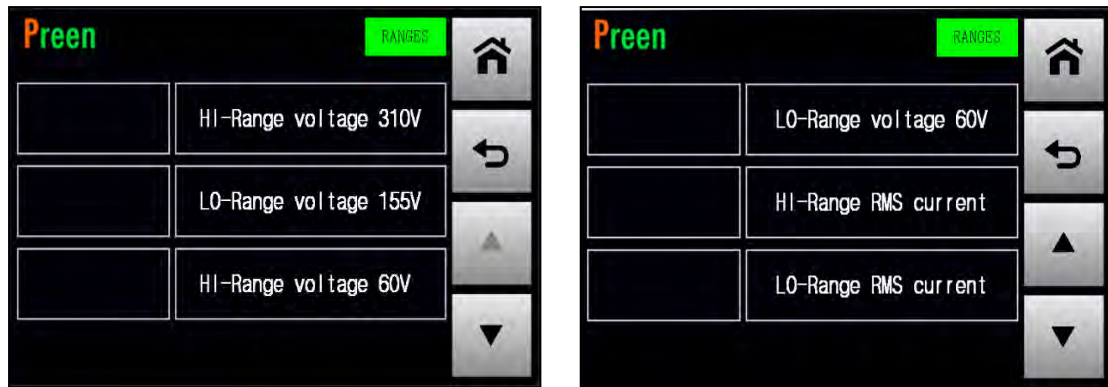 Preen RANGES
HI-Range voltage 310V
LO-Range voltage 155V
HI-Range voltage 60V
Preen RANGES
LO-Range voltage 60V
HI-Range RMS current
LO-Range RMS current